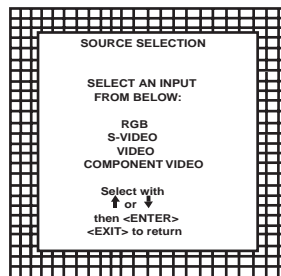 SOURCE SELECTION
SELECT AN INPUT
FROM BELOW:
RGB
S-VIDEO
VIDEO
COMPONENT VIDEO
Select with
↑ or ↓
then <ENTER>
<EXIT> to return